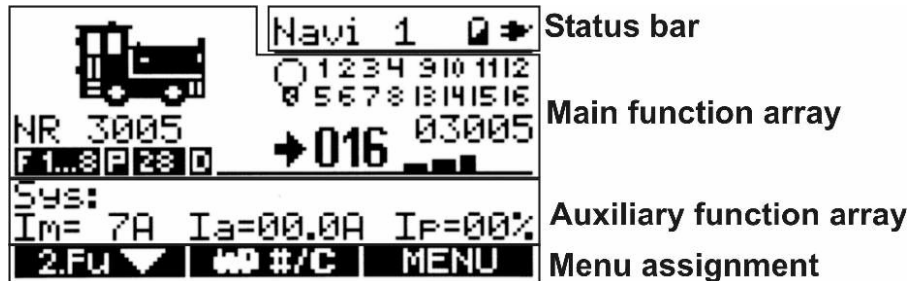 Navi 1
Status bar
1 2 3 4 9 10 11 12
0 5 6 7 8 13 14 15 16
Main function array
NR 3005
03005
F 1...8 P 28 D
016
Sys:
Im= 7A Ia=00.0A Ip=00%
Auxiliary function array
2.Fu #/C MENU
Menu assignment